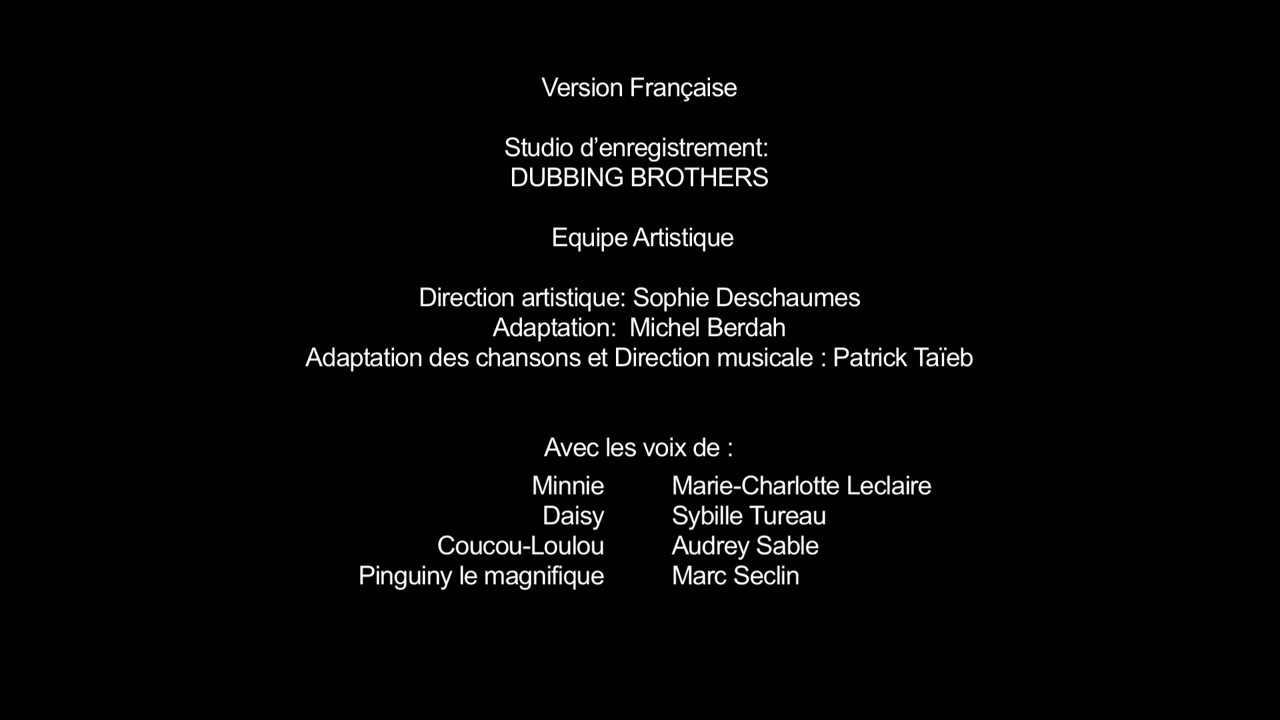 Version Française
Studio d’enregistrement:
DUBBING BROTHERS
Equipe Artistique
Direction artistique: Sophie Deschaumes
Adaptation:  Michel Berdah
Adaptation des chansons et Direction musicale : Patrick Taïeb
Avec les voix de :
Minnie Marie-Charlotte Leclaire
Daisy Sybille Tureau
Coucou-Loulou Audrey Sable
Pinguiny le magnifique Marc Seclin